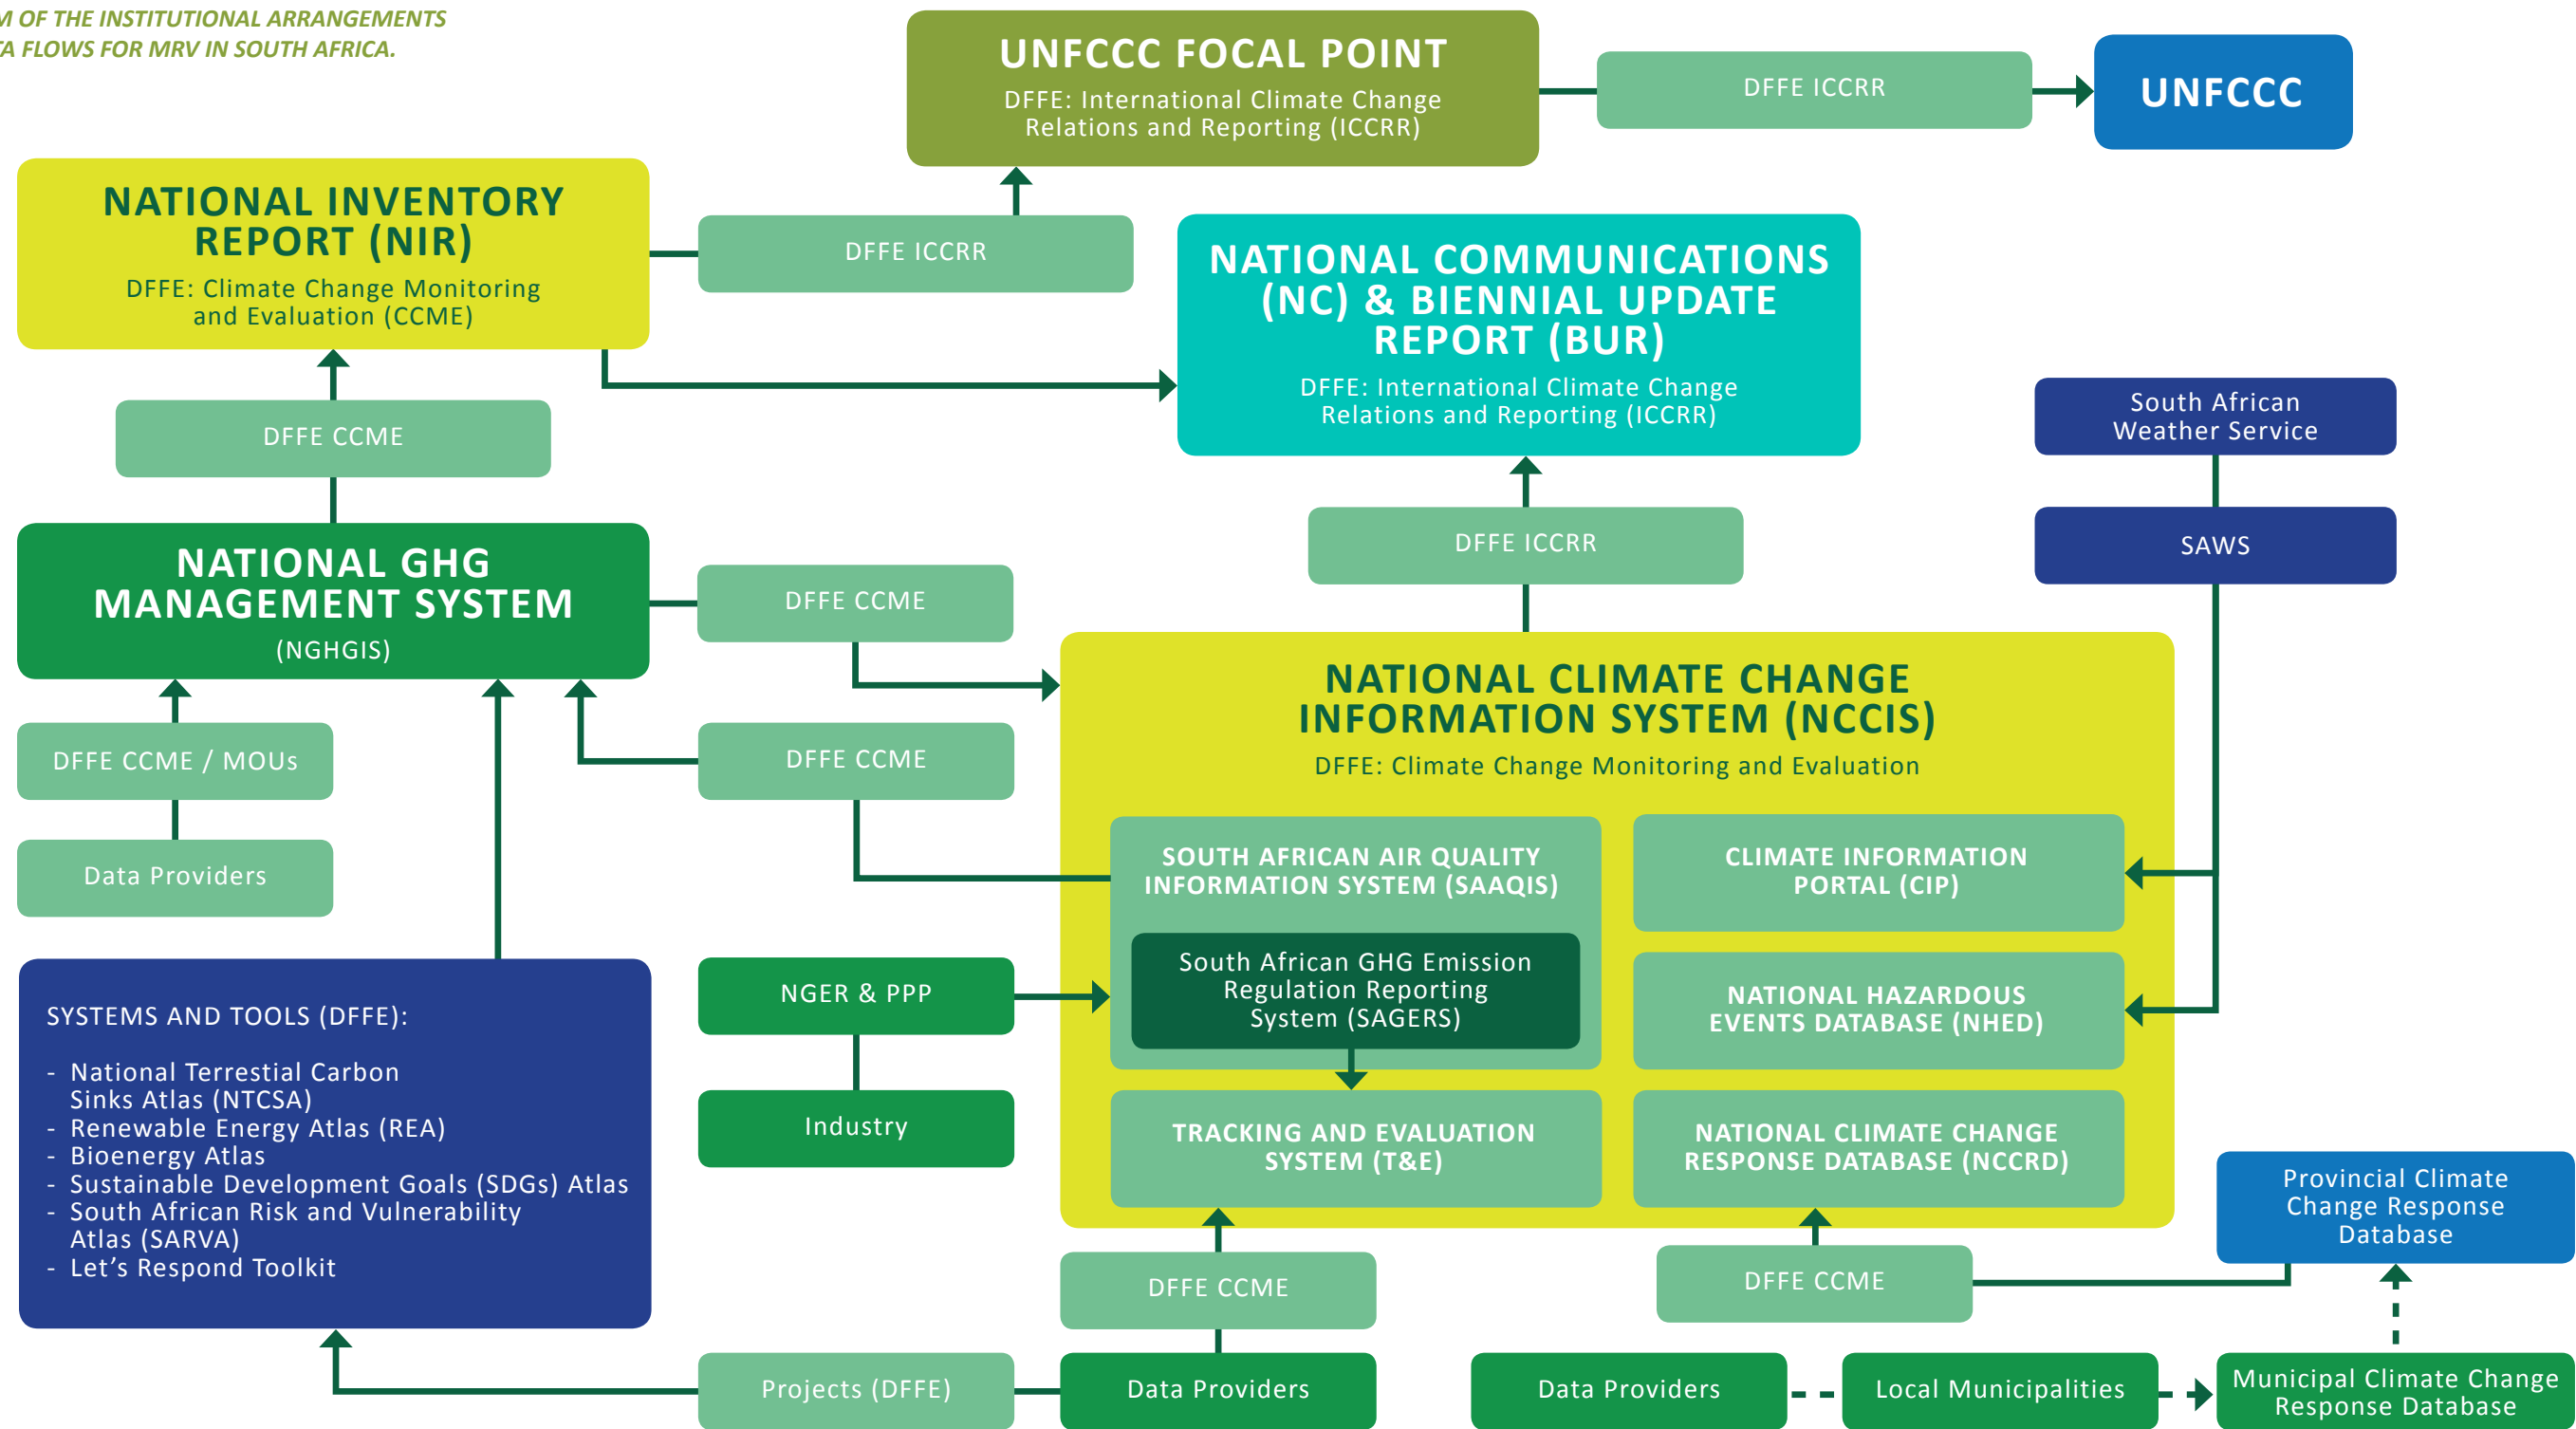 M OF THE INSTITUTIONAL ARRANGEMENTS
TA FLOWS FOR MRV IN SOUTH AFRICA.
UNFCCC FOCAL POINT
DFFE: International Climate Change
Relations and Reporting (ICCRR)
DFFE ICCRR
UNFCCC
NATIONAL INVENTORY
REPORT (NIR)
DFFE: Climate Change Monitoring
and Evaluation (CCME)
DFFE ICCRR
NATIONAL COMMUNICATIONS
(NC) & BIENNIAL UPDATE
REPORT (BUR)
DFFE: International Climate Change
Relations and Reporting (ICCRR)
South African
Weather Service
DFFE CCME
DFFE ICCRR
SAWS
NATIONAL GHG
MANAGEMENT SYSTEM
(NGHGIS)
DFFE CCME
NATIONAL CLIMATE CHANGE
INFORMATION SYSTEM (NCCIS)
DFFE: Climate Change Monitoring and Evaluation
DFFE CCME / MOUs
DFFE CCME
Data Providers
SOUTH AFRICAN AIR QUALITY
INFORMATION SYSTEM (SAAQIS)
CLIMATE INFORMATION
PORTAL (CIP)
South African GHG Emission
Regulation Reporting
System (SAGERS)
NATIONAL HAZARDOUS
EVENTS DATABASE (NHED)
NGER & PPP
Industry
TRACKING AND EVALUATION
SYSTEM (T&E)
NATIONAL CLIMATE CHANGE
RESPONSE DATABASE (NCCRD)
SYSTEMS AND TOOLS (DFFE):
- National Terrestial Carbon
Sinks Atlas (NTCSA)
- Renewable Energy Atlas (REA)
- Bioenergy Atlas
- Sustainable Development Goals (SDGs) Atlas
- South African Risk and Vulnerability
Atlas (SARVA)
- Let's Respond Toolkit
Provincial Climate
Change Response
Database
DFFE CCME
DFFE CCME
Projects (DFFE)
Data Providers
Data Providers
Local Municipalities
Municipal Climate Change
Response Database